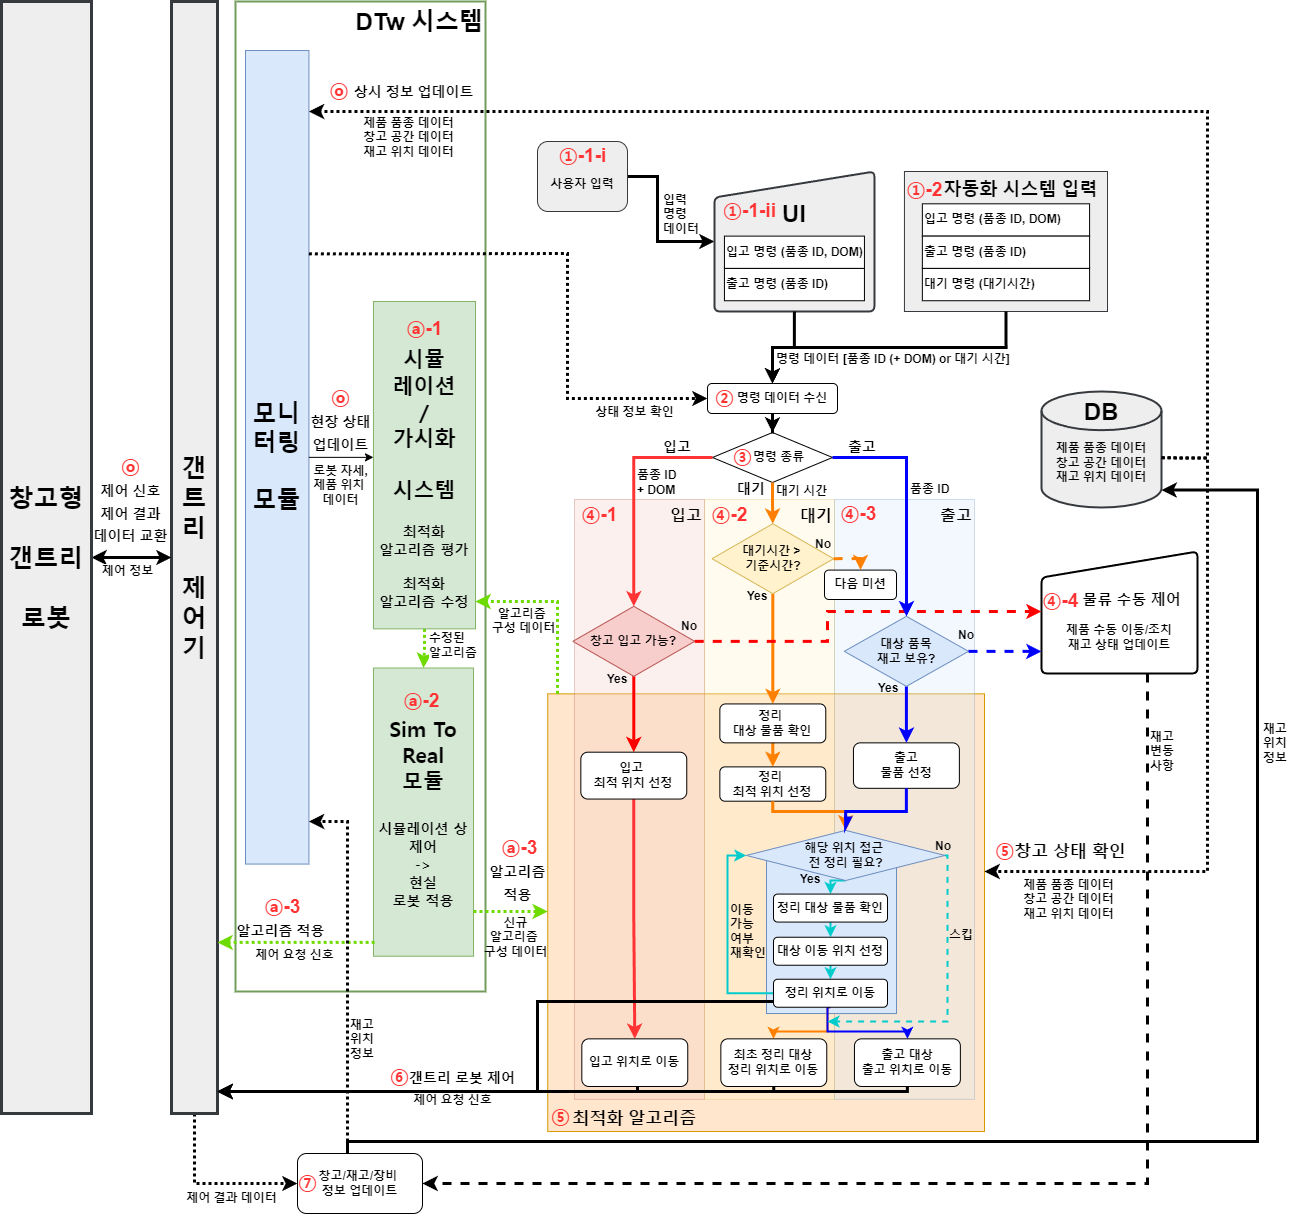 DTw 시스템
ⓞ 상시 정보 업데이트
제품 품종 데이터
창고 공간 데이터
재고 위치 데이터
①-1-i
사용자 입력
입력
명령
데이터
①-1-ii UI
입고 명령 (품종 ID, DOM)
출고 명령 (품종 ID)
①-2 자동화 시스템 입력
입고 명령 (품종 ID, DOM)
출고 명령 (품종 ID)
대기 명령 (대기시간)
명령 데이터 [품종 ID (+ DOM) or 대기 시간]
② 명령 데이터 수신
상태 정보 확인
③ 명령 종류
입고
품종 ID
+ DOM
대기
대기 시간
출고
품종 ID
DB
제품 품종 데이터
창고 공간 데이터
재고 위치 데이터
창고형
갠트리
로봇
ⓞ
제어 신호
제어 결과
데이터 교환
제어 정보
갠
트
리
제
어
기
모니
터링
모듈
ⓞ
현장 상태
업데이트
로봇 자세,
제품 위치
데이터
ⓐ-1
시뮬
레이션
/
가시화
시스템
최적화
알고리즘 평가
최적화
알고리즘 수정
수정된
알고리즘
알고리즘
구성 데이터
ⓐ-2
Sim To
Real
모듈
시뮬레이션 상
제어
->
현실
로봇 적용
ⓐ-3
알고리즘 적용
제어 요청 신호
ⓐ-3
알고리즘
적용
신규
알고리즘
구성 데이터
④-1
입고
④-2
대기
④-3
출고
대기시간 >
기준시간?
No
Yes
다음 미션
창고 입고 가능?
No
Yes
대상 품목
재고 보유?
No
Yes
④-4 물류 수동 제어
제품 수동 이동/조치
재고 상태 업데이트
재고
변동
사항
재고
위치
정보
정리
대상 물품 확인
정리
최적 위치 선정
입고
최적 위치 선정
출고
물품 선정
해당 위치 접근
전 정리 필요?
No
Yes
정리 대상 물품 확인
대상 이동 위치 선정
정리 위치로 이동
이동
가능
여부
재확인
스킵
⑤창고 상태 확인
제품 품종 데이터
창고 공간 데이터
재고 위치 데이터
입고 위치로 이동
최초 정리 대상
정리 위치로 이동
출고 대상
출고 위치로 이동
⑤최적화 알고리즘
⑥갠트리 로봇 제어
제어 요청 신호
재고
위치
정보
⑦ 창고/재고/장비
정보 업데이트
제어 결과 데이터